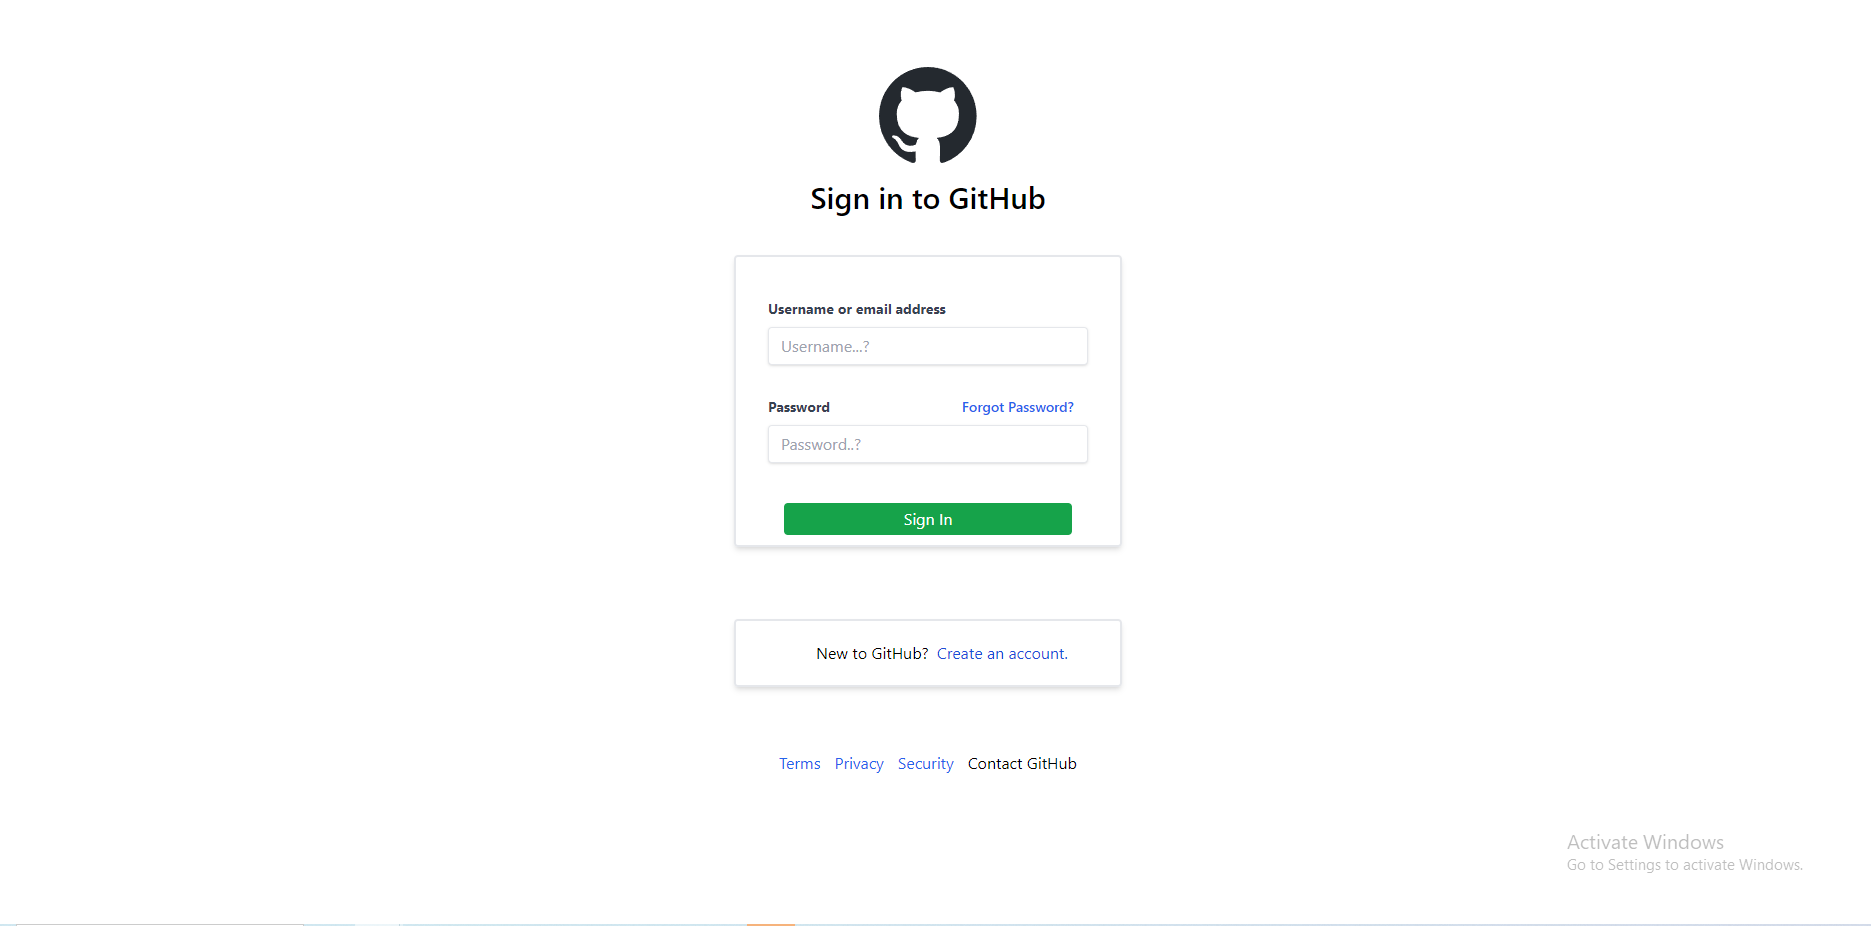 Sign in to GitHub
Username or email address
Username...?
Password Forgot Password?
Password..?
Sign In
New to GitHub? Create an account.
Terms Privacy Security Contact GitHub
Activate Windows
Go to Settings to activate Windows.